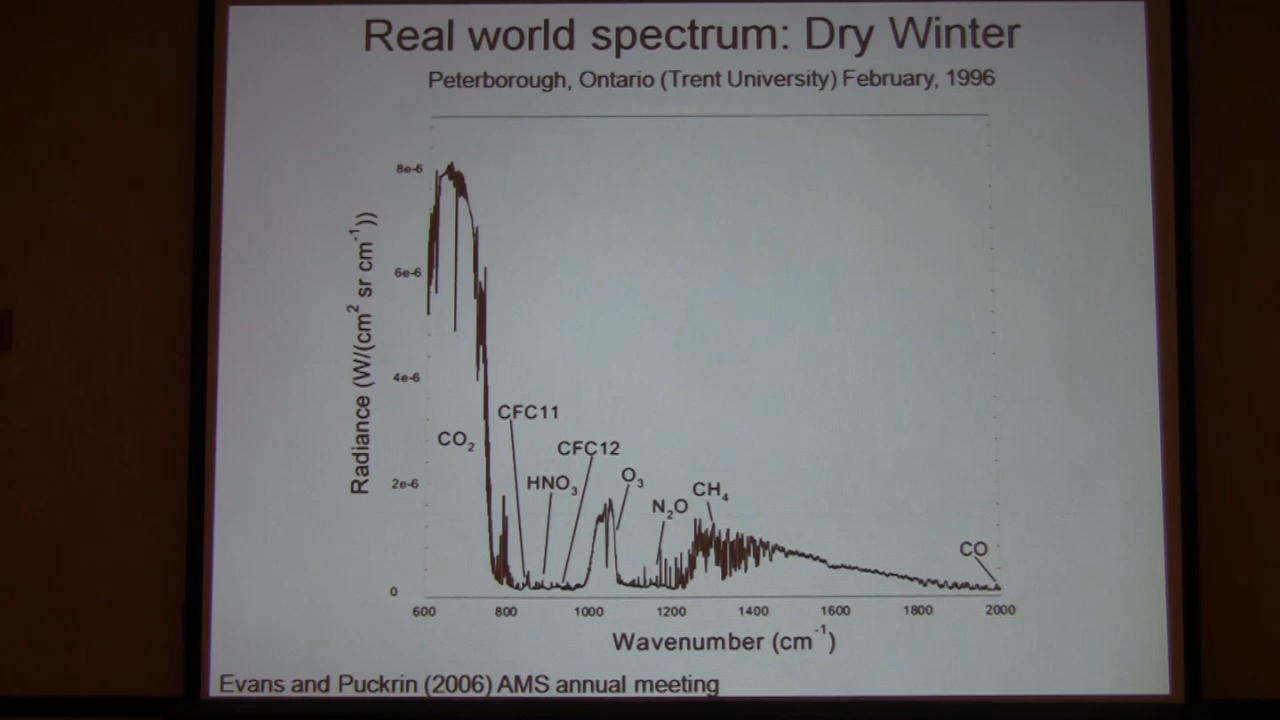 Real world spectrum: Dry Winter
Peterborough, Ontario (Trent University) February, 1996
Radiance (W/(cm² sr cm⁻¹))
8e-6
6e-6
4e-6
2e-6
0
CO₂
CFC11
HNO₃
CFC12
O₃
N₂O
CH₄
CO
600 800 1000 1200 1400 1600 1800 2000
Wavenumber (cm⁻¹)
Evans and Puckrin (2006) AMS annual meeting